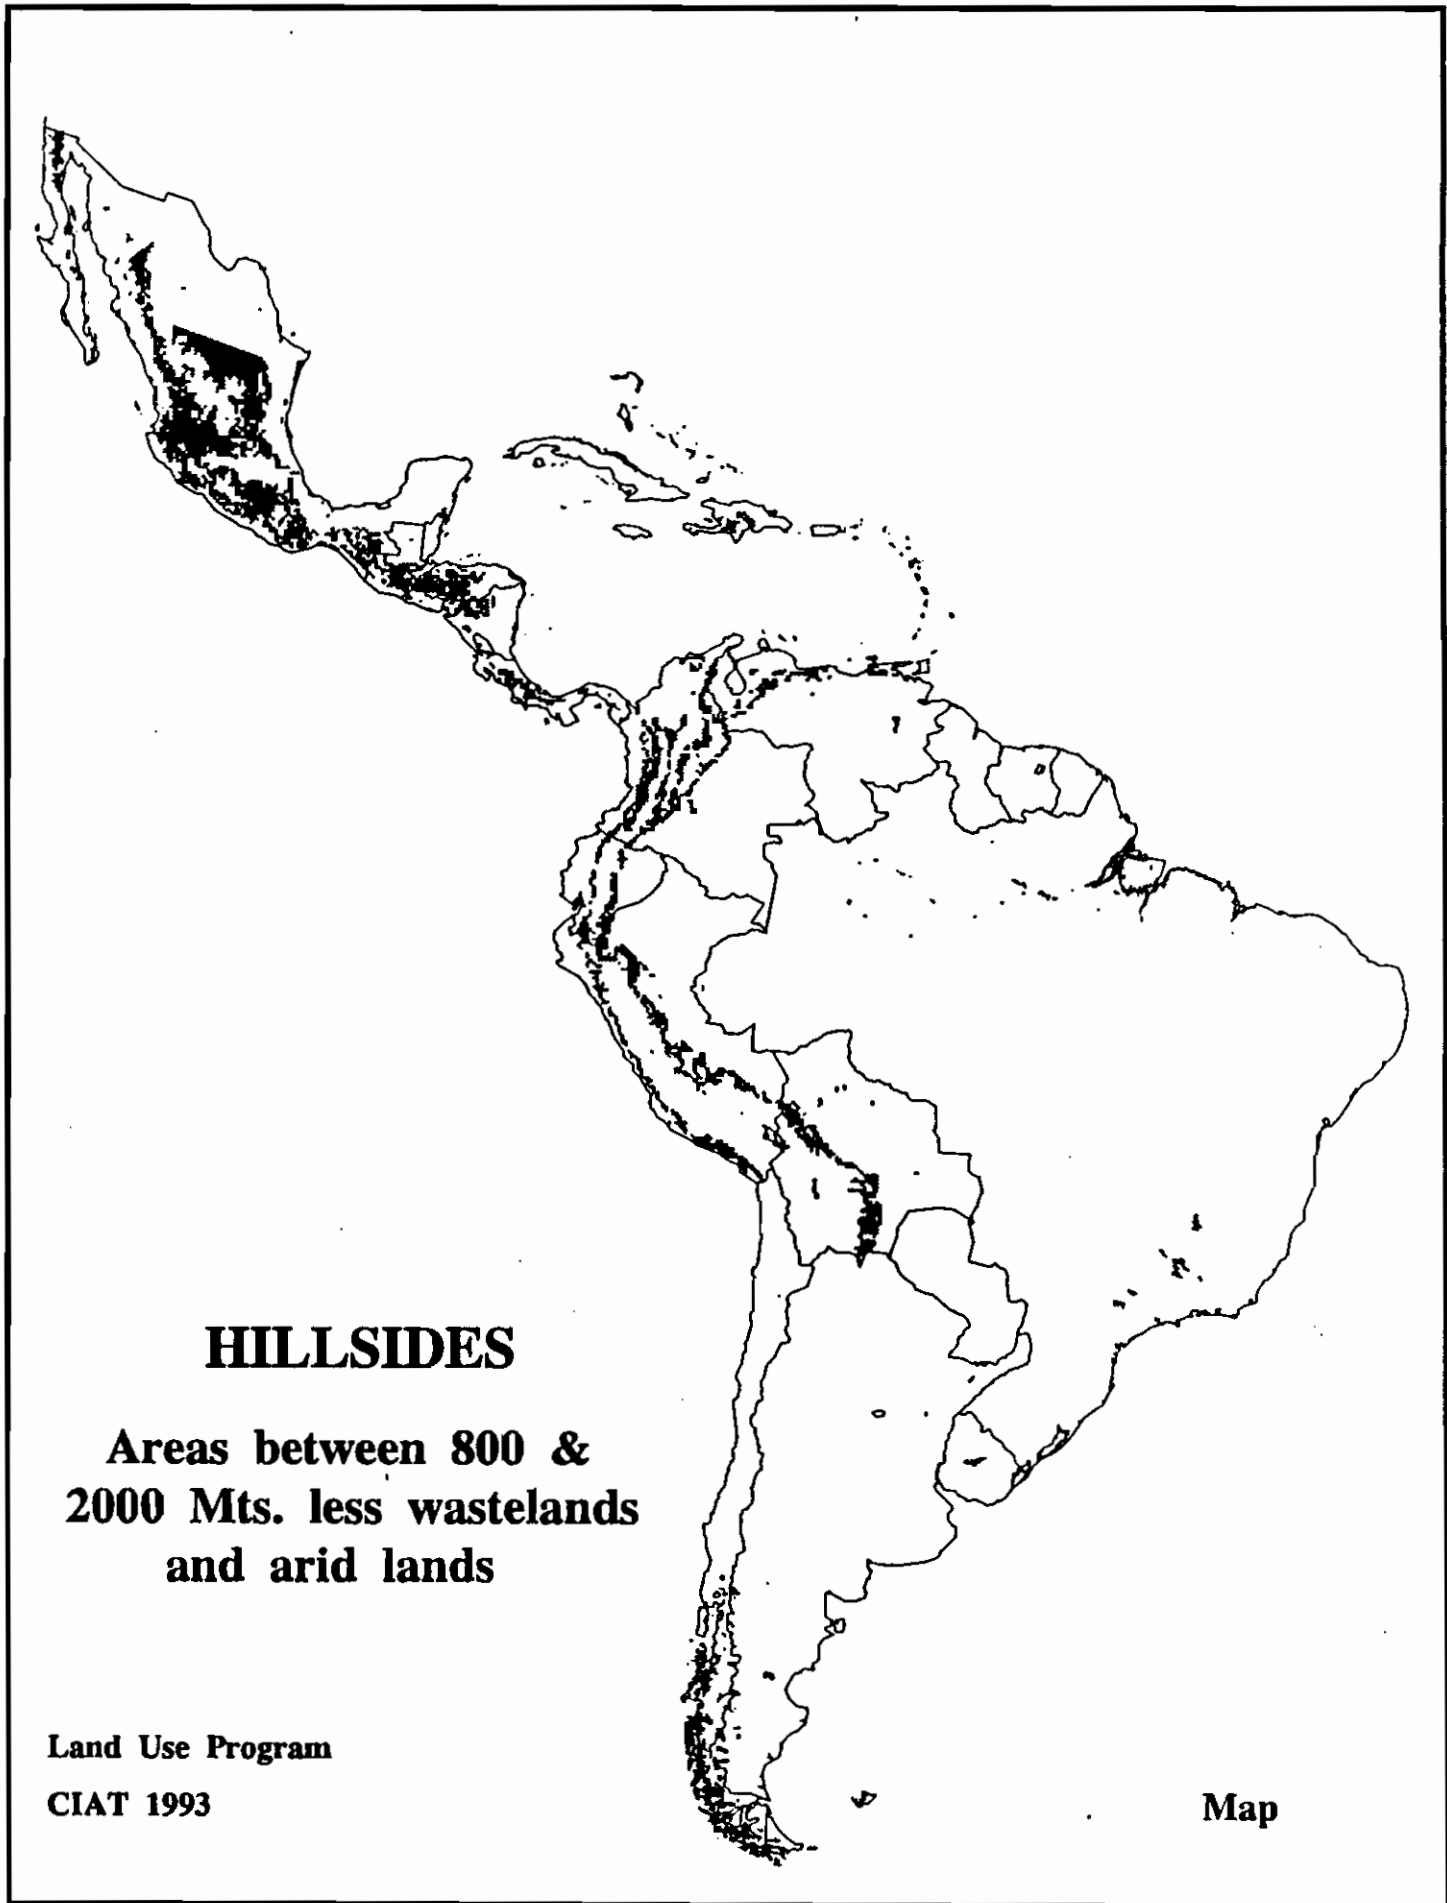 HILLSIDES
Areas between 800 &
2000 Mts. less wastelands
and arid lands
Land Use Program
CIAT 1993
Map